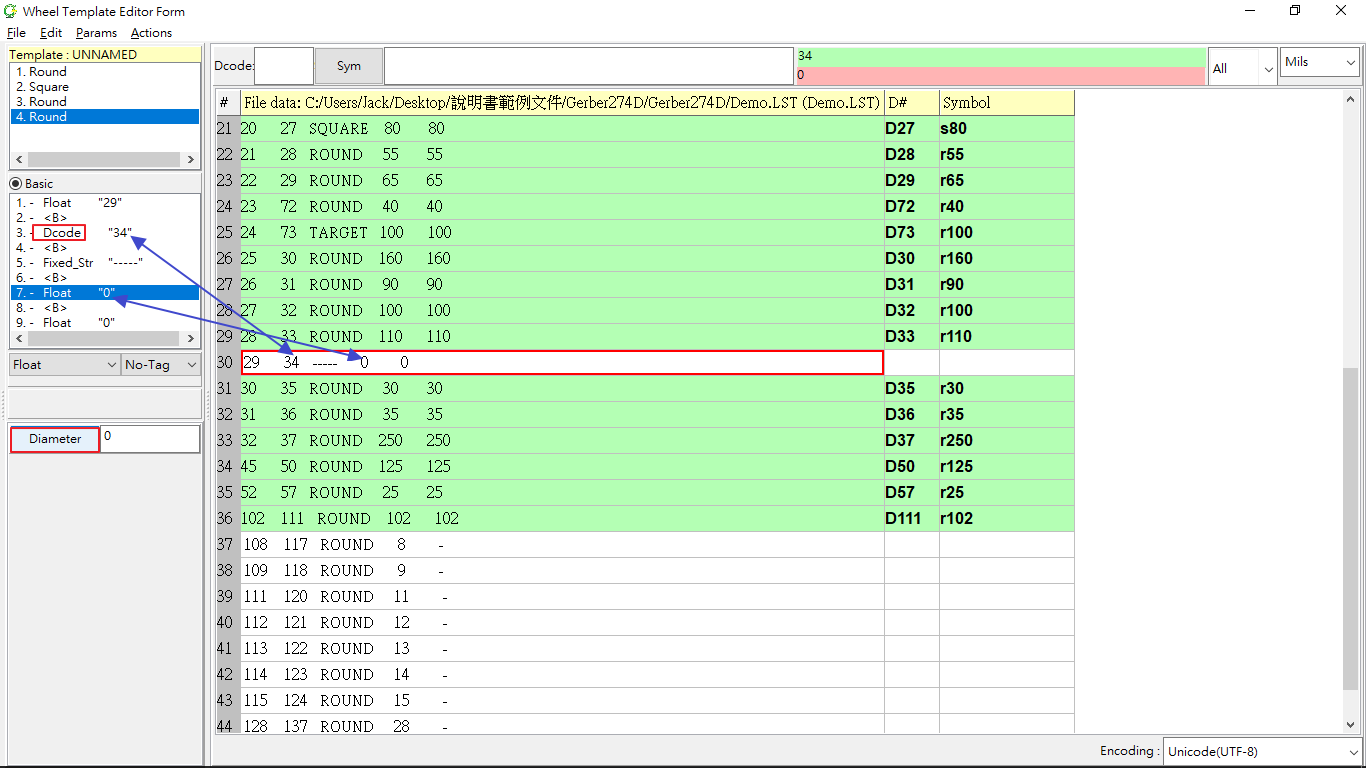 Wheel Template Editor Form
File Edit Params Actions
Template : UNNAMED
1. Round
2. Square
3. Round
4. Round
Basic
1. - Float "29"
2. - <B>
3. - Dcode "34"
4. - <B>
5. - Fixed_Str "-----"
6. - <B>
7. - Float "0"
8. - <B>
9. - Float "0"
Float No-Tag
Diameter 0
Dcode: Sym
34
0
All Mils
# File data: C:/Users/Jack/Desktop/說明書範例文件/Gerber274D/Gerber274D/Demo.LST (Demo.LST) D# Symbol
21 20 27 SQUARE 80 80 D27 s80
22 21 28 ROUND 55 55 D28 r55
23 22 29 ROUND 65 65 D29 r65
24 23 72 ROUND 40 40 D72 r40
25 24 73 TARGET 100 100 D73 r100
26 25 30 ROUND 160 160 D30 r160
27 26 31 ROUND 90 90 D31 r90
28 27 32 ROUND 100 100 D32 r100
29 28 33 ROUND 110 110 D33 r110
30 29 34 ----- 0 0
31 30 35 ROUND 30 30 D35 r30
32 31 36 ROUND 35 35 D36 r35
33 32 37 ROUND 250 250 D37 r250
34 45 50 ROUND 125 125 D50 r125
35 52 57 ROUND 25 25 D57 r25
36 102 111 ROUND 102 102 D111 r102
37 108 117 ROUND 8 -
38 109 118 ROUND 9 -
39 111 120 ROUND 11 -
40 112 121 ROUND 12 -
41 113 122 ROUND 13 -
42 114 123 ROUND 14 -
43 115 124 ROUND 15 -
44 128 137 ROUND 28 -
Encoding : Unicode(UTF-8)